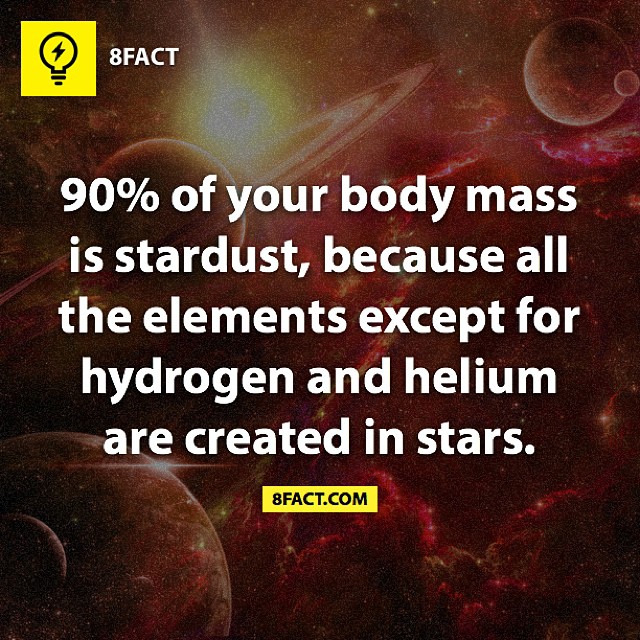 8FACT
90% of your body mass
is stardust, because all
the elements except for
hydrogen and helium
are created in stars.
8FACT.COM